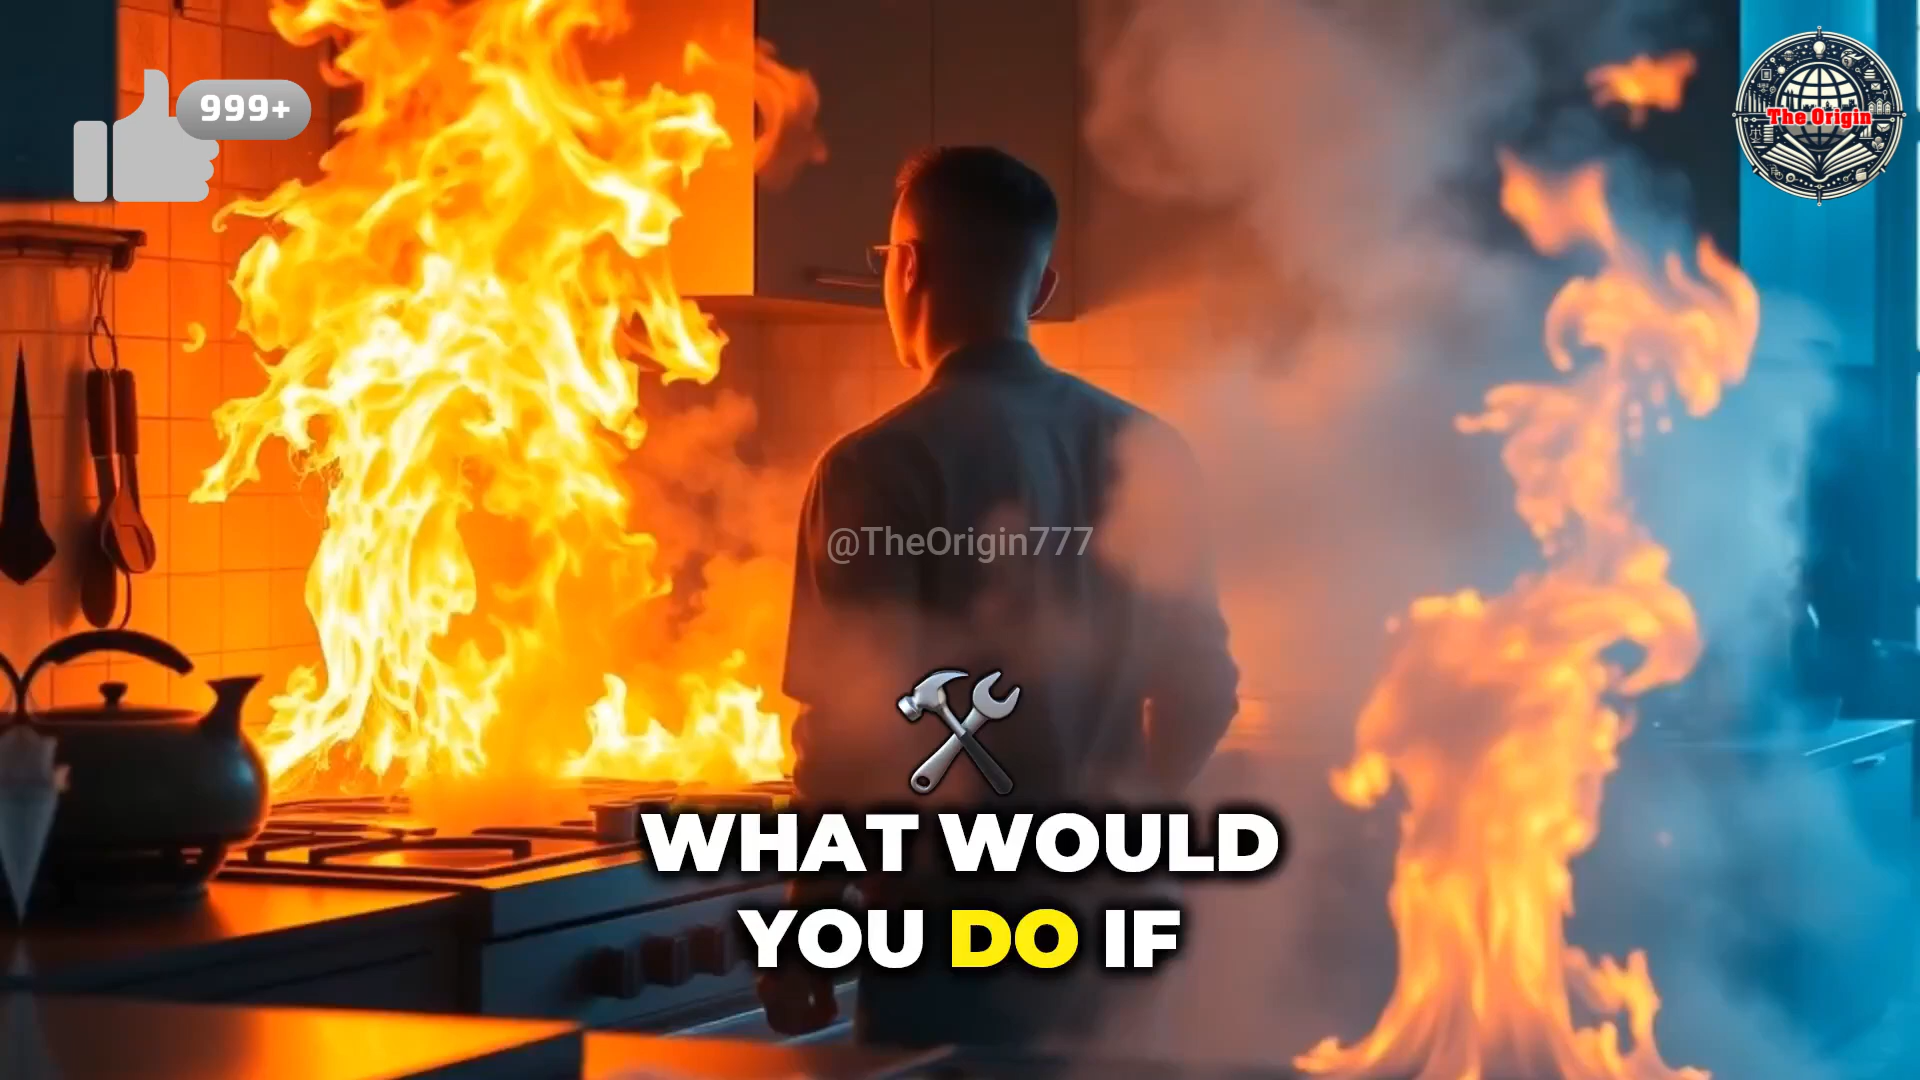 999+
The Origin
@TheOrigin777
WHAT WOULD
YOU DO IF